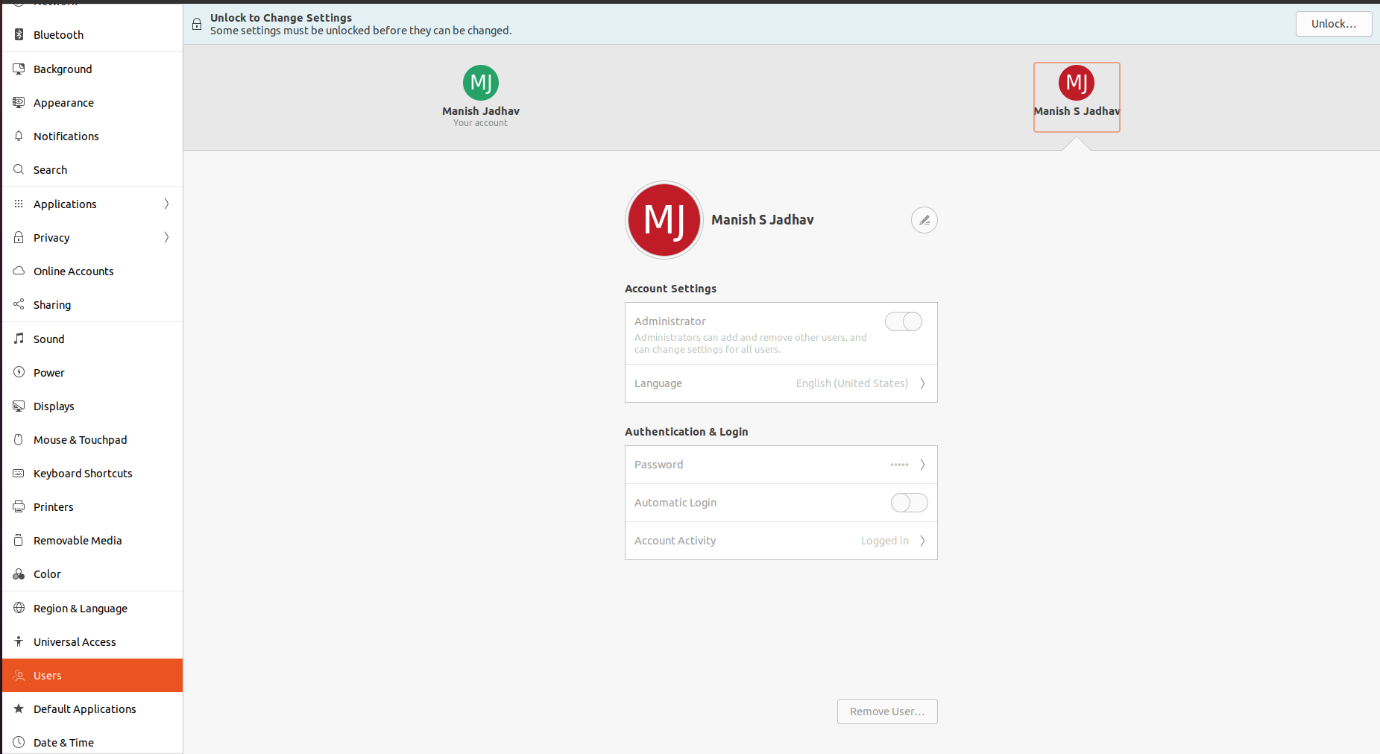 Bluetooth
Background
Appearance
Notifications
Search
Applications
Privacy
Online Accounts
Sharing
Sound
Power
Displays
Mouse & Touchpad
Keyboard Shortcuts
Printers
Removable Media
Color
Region & Language
Universal Access
Users
Default Applications
Date & Time
Unlock to Change Settings
Some settings must be unlocked before they can be changed.
Unlock...
MJ
Manish Jadhav
Your account
MJ
Manish S Jadhav
MJ
Manish S Jadhav
Account Settings
Administrator
Administrators can add and remove other users, and
can change settings for all users.
Language English (United States)
Authentication & Login
Password •••••
Automatic Login
Account Activity Logged in
Remove User...